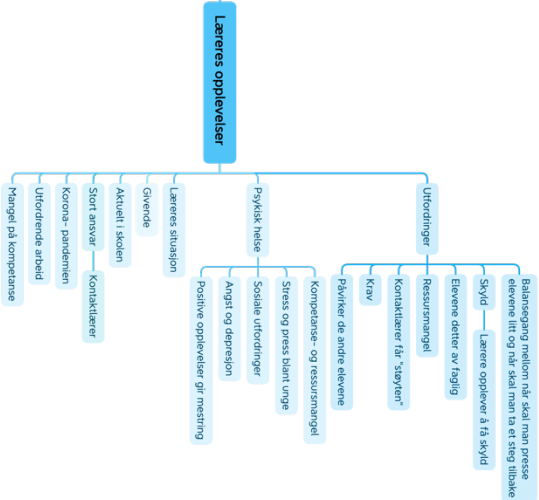 Læreres opplevelser
Utfordringer
Balansegang mellom når skal man presse
elevene litt og når skal man ta et steg tilbake
Skyld
Lærere opplever å få skyld
Elevene detter av faglig
Ressursmangel
Kontaktlærer får "støyten"
Krav
Påvirker de andre elevene
Psykisk helse
Kompetanse- og ressursmangel
Stress og press blant unge
Sosiale utfordringer
Angst og depresjon
Positive opplevelser gir mestring
Læreres situasjon
Givende
Aktuelt i skolen
Stort ansvar
Kontaktlærer
Korona- pandemien
Utfordrende arbeid
Mangel på kompetanse